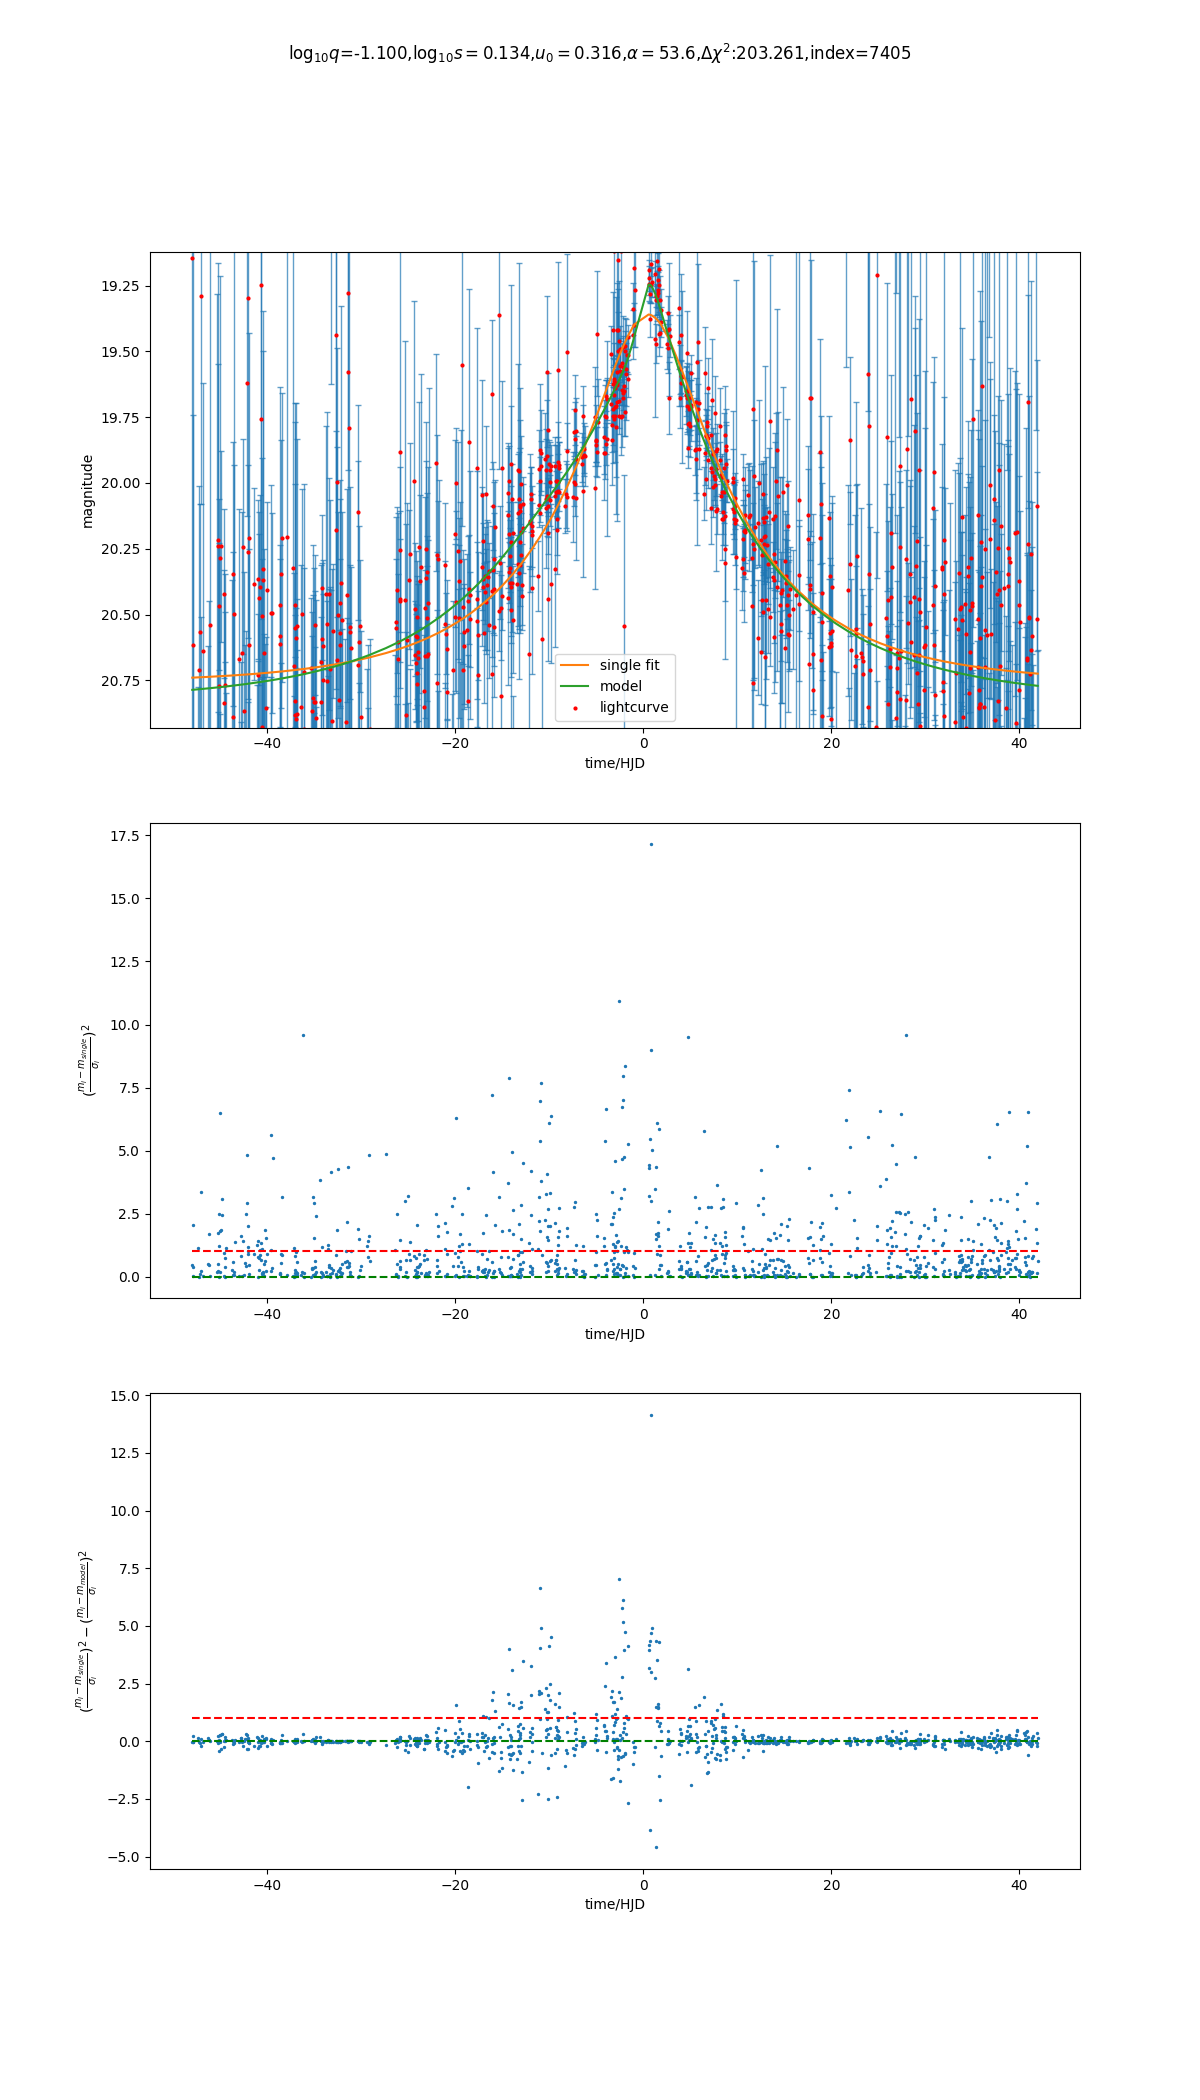 log₁₀q=-1.100,log₁₀s = 0.134,u₀ = 0.316,α = 53.6,Δχ²:203.261,index=7405
19.25
19.50
19.75
20.00
20.25
20.50
20.75
magnitude
single fit
model
lightcurve
−40 −20 0 20 40
time/HJD
17.5
15.0
12.5
10.0
7.5
5.0
2.5
0.0
((mᵢ − m_single)/σᵢ)²
−40 −20 0 20 40
time/HJD
15.0
12.5
10.0
7.5
5.0
2.5
0.0
−2.5
−5.0
((mᵢ − m_single)/σᵢ)² − ((mᵢ − m_model)/σᵢ)²
−40 −20 0 20 40
time/HJD